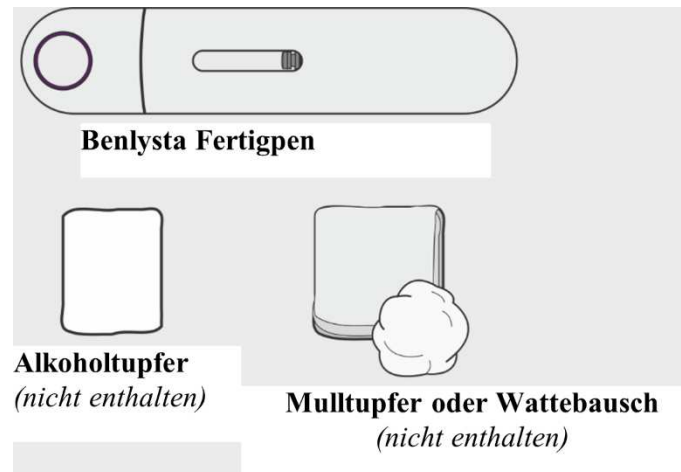 Benlysta Fertigpen
Alkoholtupfer
(nicht enthalten)
Mulltupfer oder Wattebausch
(nicht enthalten)